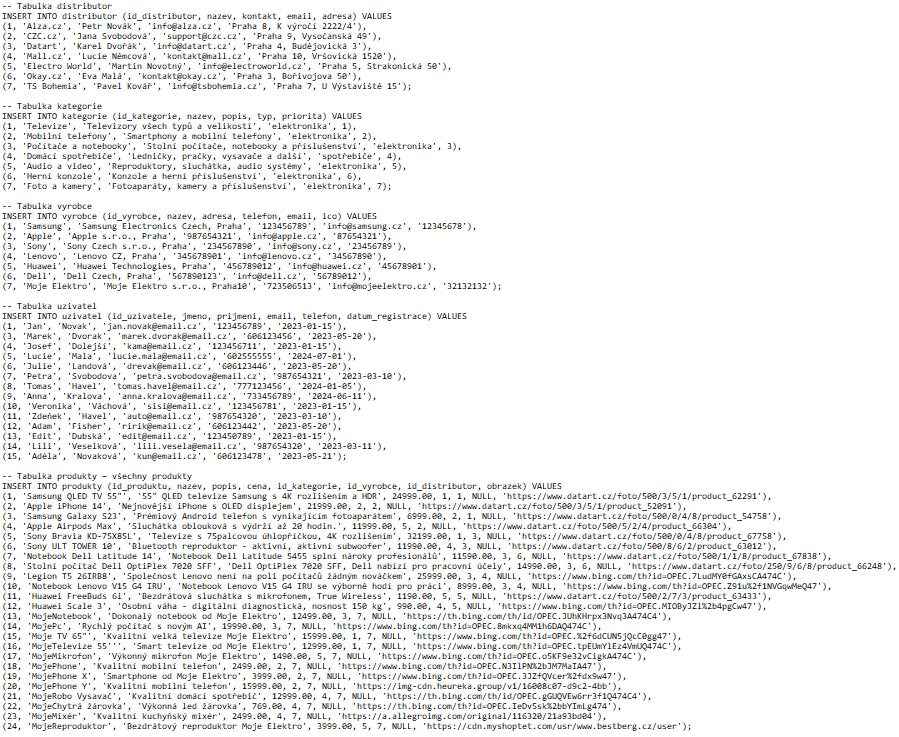 -- Tabulka distributor
INSERT INTO distributor (id_distributor, nazev, kontakt, email, adresa) VALUES
(1, 'Alza.cz', 'Petr Novák', 'info@alza.cz', 'Praha 8, K výročí 2222/4'),
(2, 'CZC.cz', 'Jana Svobodová', 'support@czc.cz', 'Praha 9, Vysočanská 49'),
(3, 'Datart', 'Karel Dvořák', 'info@datart.cz', 'Praha 4, Budějovická 3'),
(4, 'Mall.cz', 'Lucie Němcová', 'kontakt@mall.cz', 'Praha 10, Vršovická 1520'),
(5, 'Electro World', 'Martin Novotný', 'info@electroworld.cz', 'Praha 5, Strakonická 50'),
(6, 'Okay.cz', 'Eva Malá', 'kontakt@okay.cz', 'Praha 3, Bořivojova 50'),
(7, 'TS Bohemia', 'Pavel Kovář', 'info@tsbohemia.cz', 'Praha 7, U Výstaviště 15');
-- Tabulka kategorie
INSERT INTO kategorie (id_kategorie, nazev, popis, typ, priorita) VALUES
(1, 'Televize', 'Televizory všech typů a velikostí', 'elektronika', 1),
(2, 'Mobilní telefony', 'Smartphony a mobilní telefony', 'elektronika', 2),
(3, 'Počítače a notebooky', 'Stolní počítače, notebooky a příslušenství', 'elektronika', 3),
(4, 'Domácí spotřebiče', 'Ledničky, pračky, vysavače a další', 'spotřebiče', 4),
(5, 'Audio a video', 'Reproduktory, sluchátka, audio systémy', 'elektronika', 5),
(6, 'Herní konzole', 'Konzole a herní příslušenství', 'elektronika', 6),
(7, 'Foto a kamery', 'Fotoaparáty, kamery a příslušenství', 'elektronika', 7);
-- Tabulka vyrobce
INSERT INTO vyrobce (id_vyrobce, nazev, adresa, telefon, email, ico) VALUES
(1, 'Samsung', 'Samsung Electronics Czech, Praha', '123456789', 'info@samsung.cz', '12345678'),
(2, 'Apple', 'Apple s.r.o., Praha', '987654321', 'info@apple.cz', '87654321'),
(3, 'Sony', 'Sony Czech s.r.o., Praha', '234567890', 'info@sony.cz', '23456789'),
(4, 'Lenovo', 'Lenovo CZ, Praha', '345678901', 'info@lenovo.cz', '34567890'),
(5, 'Huawei', 'Huawei Technologies, Praha', '456789012', 'info@huawei.cz', '45678901'),
(6, 'Dell', 'Dell Czech, Praha', '567890123', 'info@dell.cz', '56789012'),
(7, 'Moje Elektro', 'Moje Elektro s.r.o., Praha10', '723506513', 'info@mojeelektro.cz', '32132132');
-- Tabulka uzivatel
INSERT INTO uzivatel (id_uzivatele, jmeno, prijmeni, email, telefon, datum_registrace) VALUES
(1, 'Jan', 'Novak', 'jan.novak@email.cz', '123456789', '2023-01-15'),
(3, 'Marek', 'Dvorak', 'marek.dvorak@email.cz', '606123456', '2023-05-20'),
(4, 'Josef', 'Dolejší', 'kama@email.cz', '123456711', '2023-01-15'),
(5, 'Lucie', 'Mala', 'lucie.mala@email.cz', '602555555', '2024-07-01'),
(6, 'Julie', 'Landová', 'drevak@email.cz', '606123446', '2023-05-20'),
(7, 'Petra', 'Svobodova', 'petra.svobodova@email.cz', '987654321', '2023-03-10'),
(8, 'Tomas', 'Havel', 'tomas.havel@email.cz', '777123456', '2024-01-05'),
(9, 'Anna', 'Kralova', 'anna.kralova@email.cz', '733456789', '2024-06-11'),
(10, 'Veronika', 'Váchová', 'sisi@email.cz', '123456781', '2023-01-15'),
(11, 'Zdeňek', 'Havel', 'auto@email.cz', '987654320', '2023-03-10'),
(12, 'Adam', 'Fisher', 'ririk@email.cz', '606123442', '2023-05-20'),
(13, 'Edit', 'Dubská', 'edit@email.cz', '123450789', '2023-01-15'),
(14, 'Lili', 'Veselková', 'lili.vesela@email.cz', '987654320', '2023-03-11'),
(15, 'Adéla', 'Novaková', 'kun@email.cz', '606123478', '2023-05-21');
-- Tabulka produkty – všechny produkty
INSERT INTO produkty (id_produktu, nazev, popis, cena, id_kategorie, id_vyrobce, id_distributor, obrazek) VALUES
(1, 'Samsung QLED TV 55"', '55" QLED televize Samsung s 4K rozlišením a HDR', 24999.00, 1, 1, NULL, 'https://www.datart.cz/foto/500/3/5/1/product_62291'),
(2, 'Apple iPhone 14', 'Nejnovější iPhone s OLED displejem', 21999.00, 2, 2, NULL, 'https://www.datart.cz/foto/500/3/5/1/product_52091'),
(3, 'Samsung Galaxy S23', 'Prémiový Android telefon s vynikajícím fotoaparátem', 6999.00, 2, 1, NULL, 'https://www.datart.cz/foto/500/0/4/8/product_54758'),
(4, 'Apple Airpods Max', 'Sluchátka oblouková s výdrží až 20 hodin.', 11999.00, 5, 2, NULL, 'https://www.datart.cz/foto/500/5/2/4/product_66304'),
(5, 'Sony Bravia KD-75X85L', 'Televize s 75palcovou úhlopříčkou, 4K rozlišením', 32199.00, 1, 3, NULL, 'https://www.datart.cz/foto/500/0/4/8/product_67758'),
(6, 'Sony ULT TOWER 10', 'Bluetooth reproduktor - aktivní, aktivní subwoofer', 11990.00, 4, 3, NULL, 'https://www.datart.cz/foto/500/8/6/2/product_63012'),
(7, 'Notebook Dell Latitude 14', 'Notebook Dell Latitude 5455 splní nároky profesionálů', 11590.00, 3, 6, NULL, 'https://www.datart.cz/foto/500/1/1/8/product_67838'),
(8, 'Stolní počítač Dell OptiPlex 7020 SFF', 'Dell OptiPlex 7020 SFF, Dell nabízí pro pracovní účely', 14990.00, 3, 6, NULL, 'https://www.datart.cz/foto/250/9/6/8/product_66248'),
(9, 'Legion T5 26IRB8', 'Společnost Lenovo není na poli počítačů žádným nováčkem', 25999.00, 3, 4, NULL, 'https://www.bing.com/th?id=OPEC.7LudMY0fGAxsCA474C'),
(10, 'Notebook Lenovo V15 G4 IRU', 'Notebook Lenovo V15 G4 IRU se výborně hodí pro práci', 8999.00, 3, 4, NULL, 'https://www.bing.com/th?id=OPEC.Z91u%2f1NVGqwMeQ47'),
(11, 'Huawei FreeBuds 6i', 'Bezdrátová sluchátka s mikrofonem, True Wireless', 1190.00, 5, 5, NULL, 'https://www.datart.cz/foto/500/2/7/3/product_63433'),
(12, 'Huawei Scale 3', 'Osobní váha - digitální diagnostická, nosnost 150 kg', 990.00, 4, 5, NULL, 'https://www.bing.com/th?id=OPEC.MIOByJZl%2b4pgCw47'),
(13, 'MojeNotebook', 'Dokonalý notebook od Moje Elektro', 12499.00, 3, 7, NULL, 'https://th.bing.com/th/id/OPEC.JUhKHrpx3Nvq3A474C'),
(14, 'MojePc', 'Rychlý počítač s novým AI', 19990.00, 3, 7, NULL, 'https://www.bing.com/th?id=OPEC.8mkxq4MM1h6DAQ474C'),
(15, 'Moje TV 65"', 'Kvalitní velká televize Moje Elektro', 15999.00, 1, 7, NULL, 'https://www.bing.com/th?id=OPEC.%2f6dCUN5jQcC0gg47'),
(16, 'MojeTelevize 55''', 'Smart televize od Moje Elektro', 12999.00, 1, 7, NULL, 'https://www.bing.com/th?id=OPEC.tpEUmYlEz4VmUQ474C'),
(17, 'MojeMikrofon', 'Výkonný mikrofon Moje Elektro', 1490.00, 5, 7, NULL, 'https://www.bing.com/th?id=OPEC.o5KF9e32vCigkA474C'),
(18, 'MojePhone', 'Kvalitní mobilní telefon', 2499.00, 2, 7, NULL, 'https://www.bing.com/th?id=OPEC.N3IlPN%2bJM7MaIA47'),
(19, 'MojePhone X', 'Smartphone od Moje Elektro', 3999.00, 2, 7, NULL, 'https://www.bing.com/th?id=OPEC.3JZfQVcer%2fdx9w47'),
(20, 'MojePhone Y', 'Kvalitní mobilní telefon', 15999.00, 2, 7, NULL, 'https://img-cdn.heureka.group/v1/16008c07-d9c2-4bb'),
(21, 'MojeRobo Vysavač', 'Kvalitní domácí spotřebič', 12999.00, 4, 7, NULL, 'https://th.bing.com/th/id/OPEC.gGUQVEw6rr3f1Q474C4'),
(22, 'MojeChytrá žárovka', 'Výkonná led žárovka', 769.00, 4, 7, NULL, 'https://th.bing.com/th?id=OPEC.IeDv5sk%2bbYImLg474'),
(23, 'MojeMixér', 'Kvalitní kuchyňský mixér', 2499.00, 4, 7, NULL, 'https://a.allegroimg.com/original/116320/21a93bd04'),
(24, 'MojeReproduktor', 'Bezdrátový reproduktor Moje Elektro', 3999.00, 5, 7, NULL, 'https://cdn.myshoptet.com/usr/www.bestberg.cz/user');